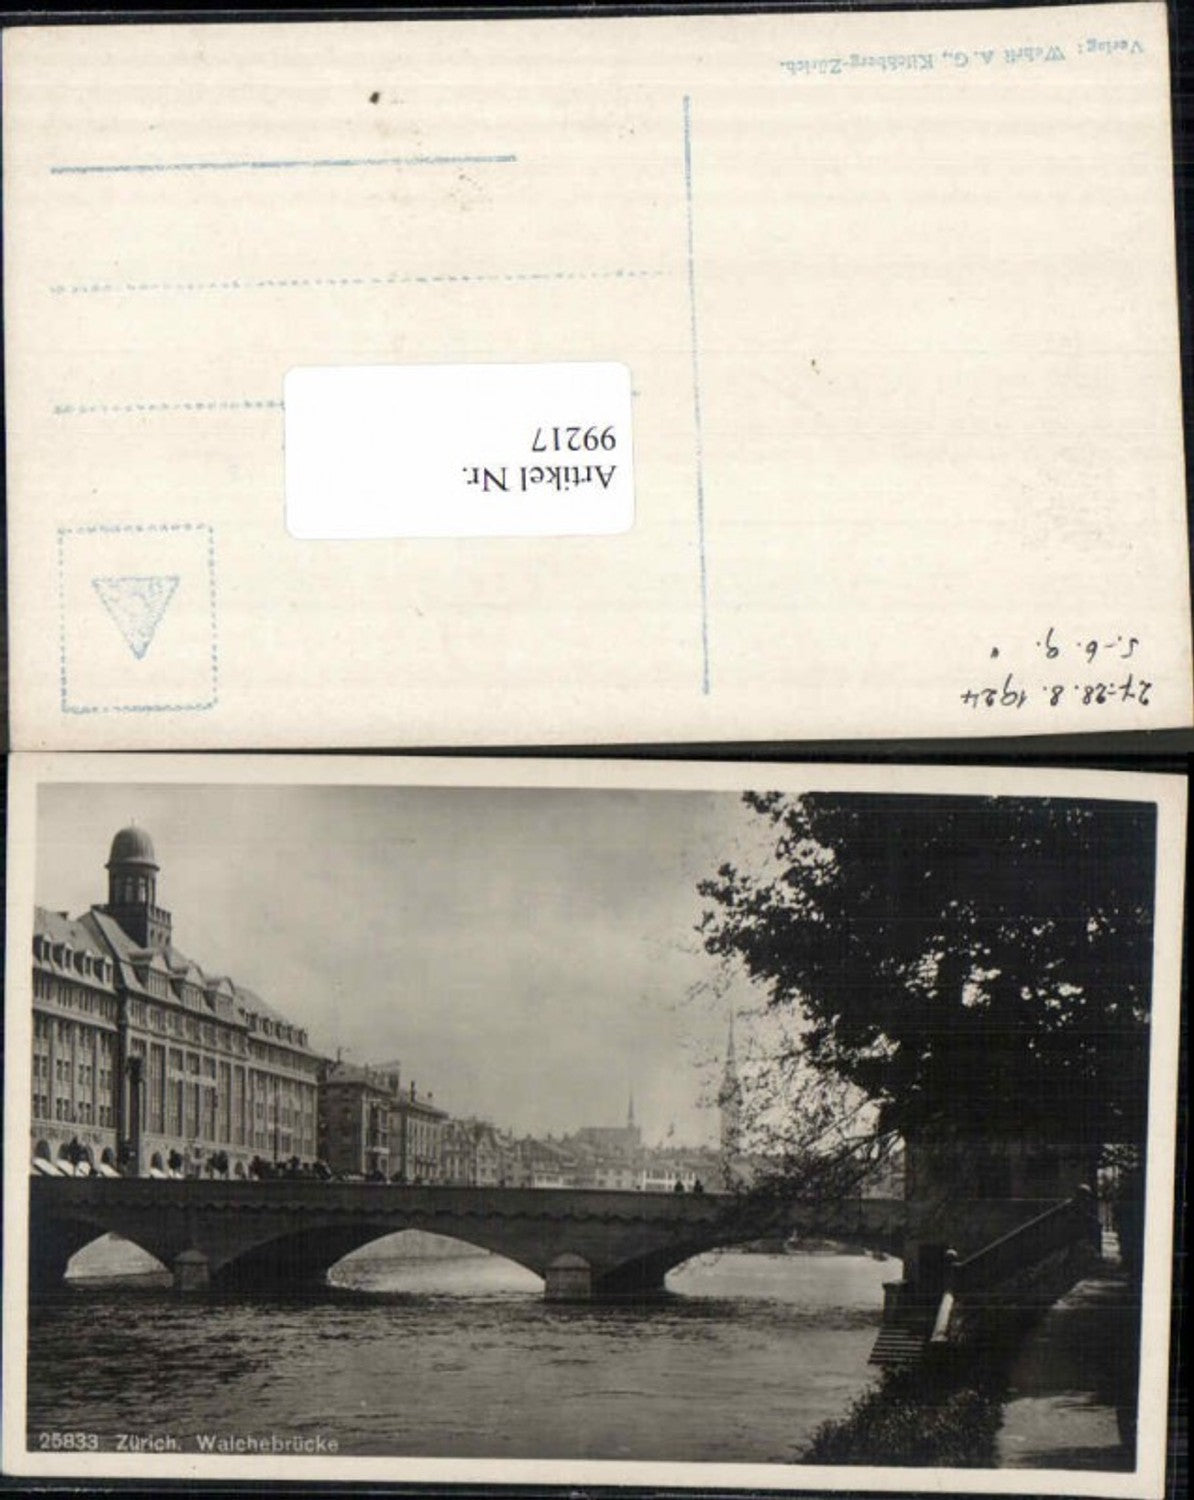 Verlag: Wehrli A. G., Kilchberg-Zürich.
Artikel Nr.
99217
27.-28. 8. 1924
5.-6. 9. "
25833 Zürich. Walchebrücke